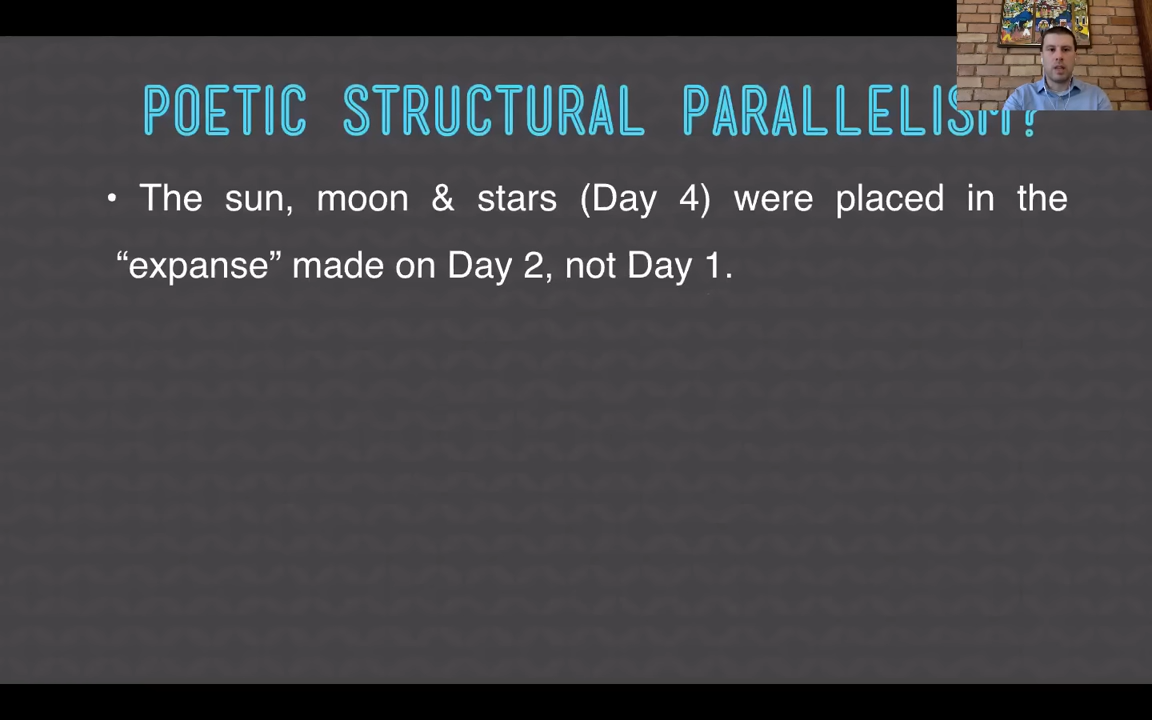 POETIC STRUCTURAL PARALLELISM?
• The sun, moon & stars (Day 4) were placed in the
“expanse” made on Day 2, not Day 1.